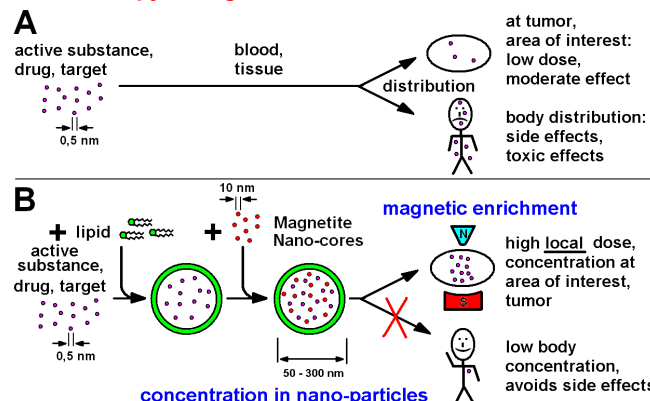 A
active substance,
drug, target
0,5 nm
blood,
tissue
distribution
at tumor,
area of interest:
low dose,
moderate effect
body distribution:
side effects,
toxic effects
B
+ lipid
active
substance,
drug, target
0,5 nm
+
10 nm
Magnetite
Nano-cores
50 - 300 nm
concentration in nano-particles
magnetic enrichment
N
S
high local dose,
concentration at
area of interest,
tumor
low body
concentration,
avoids side effects